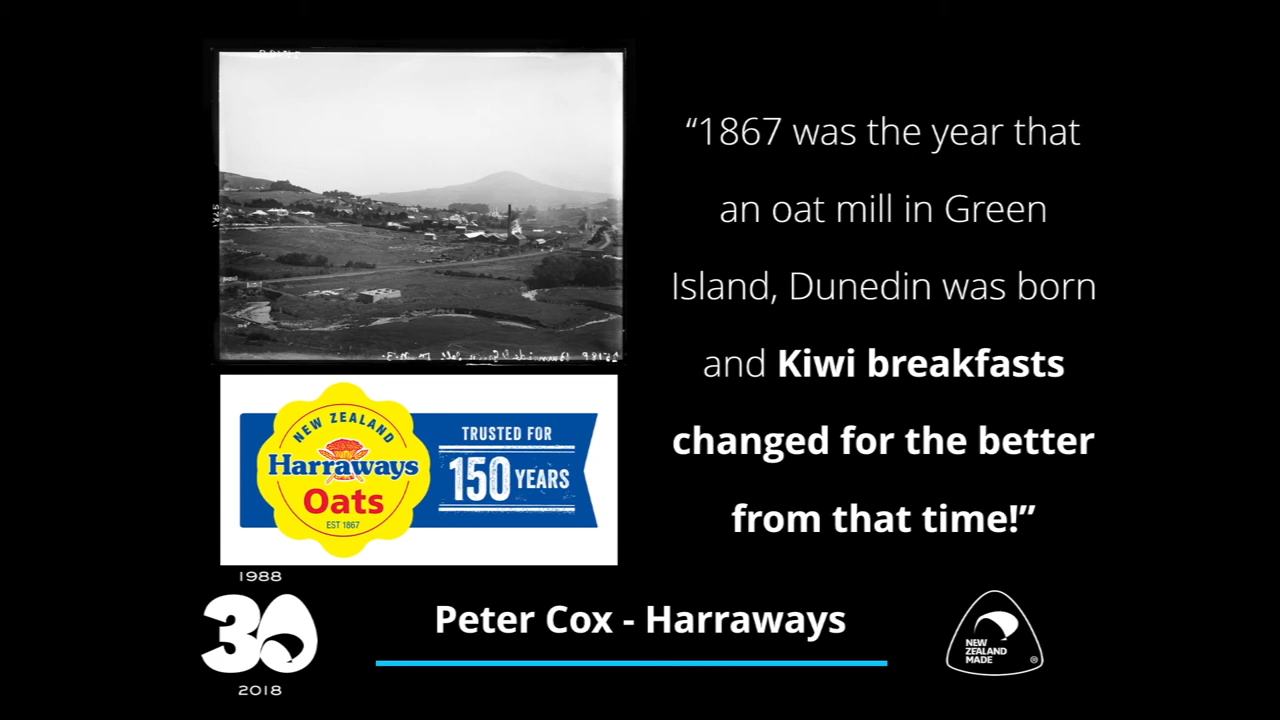 “1867 was the year that
an oat mill in Green
Island, Dunedin was born
and Kiwi breakfasts
changed for the better
from that time!”
NEW ZEALAND
Harraways
Oats
EST 1867
TRUSTED FOR
150 YEARS
1988
30
2018
Peter Cox - Harraways
NEW
ZEALAND
MADE
®